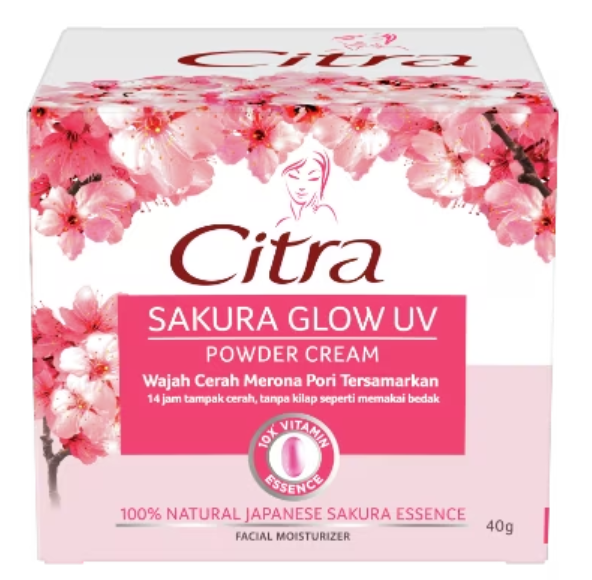 Citra
Citra
SAKURA GLOW UV
POWDER CREAM
Wajah Cerah Merona Pori Tersamarkan
14 jam tampak cerah, tanpa kilap seperti memakai bedak
10X VITAMIN
ESSENCE
100% NATURAL JAPANESE SAKURA ESSENCE
FACIAL MOISTURIZER
40g